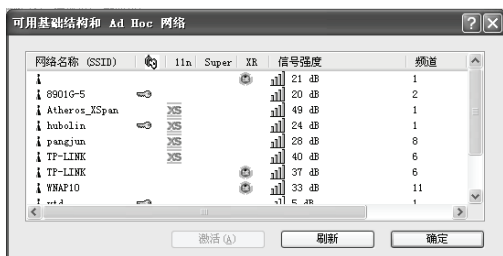 可用基础结构和 Ad Hoc 网络
网络名称 (SSID) 11n Super XR 信号强度 频道
21 dB 1
8901G-5 20 dB 2
Atheros_XSpan XS 49 dB 1
hubolin XS 24 dB 1
pangjun XS 28 dB 8
TP-LINK XS 40 dB 6
TP-LINK 37 dB 6
WNAP10 33 dB 11
5 dB 1
激活(A) 刷新 确定